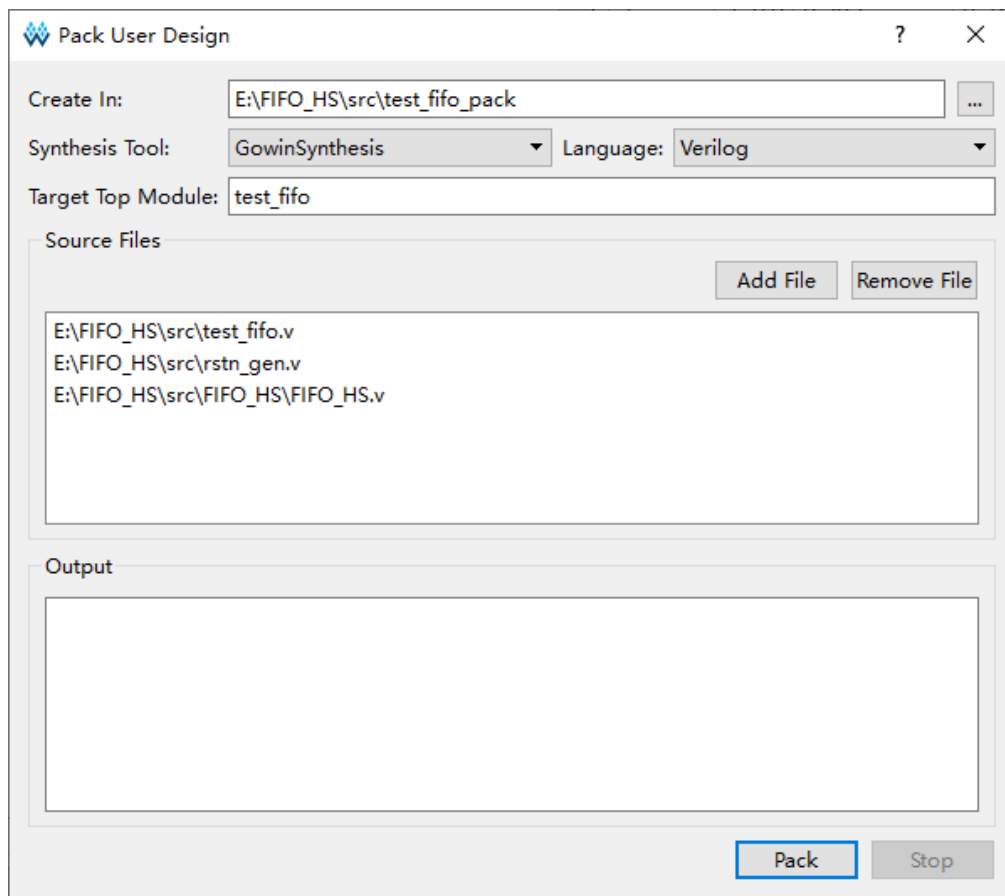 Pack User Design ?
Create In: E:\FIFO_HS\src\test_fifo_pack ...
Synthesis Tool: GowinSynthesis Language: Verilog
Target Top Module: test_fifo
Source Files
Add File Remove File
E:\FIFO_HS\src\test_fifo.v
E:\FIFO_HS\src\rstn_gen.v
E:\FIFO_HS\src\FIFO_HS\FIFO_HS.v
Output
Pack Stop